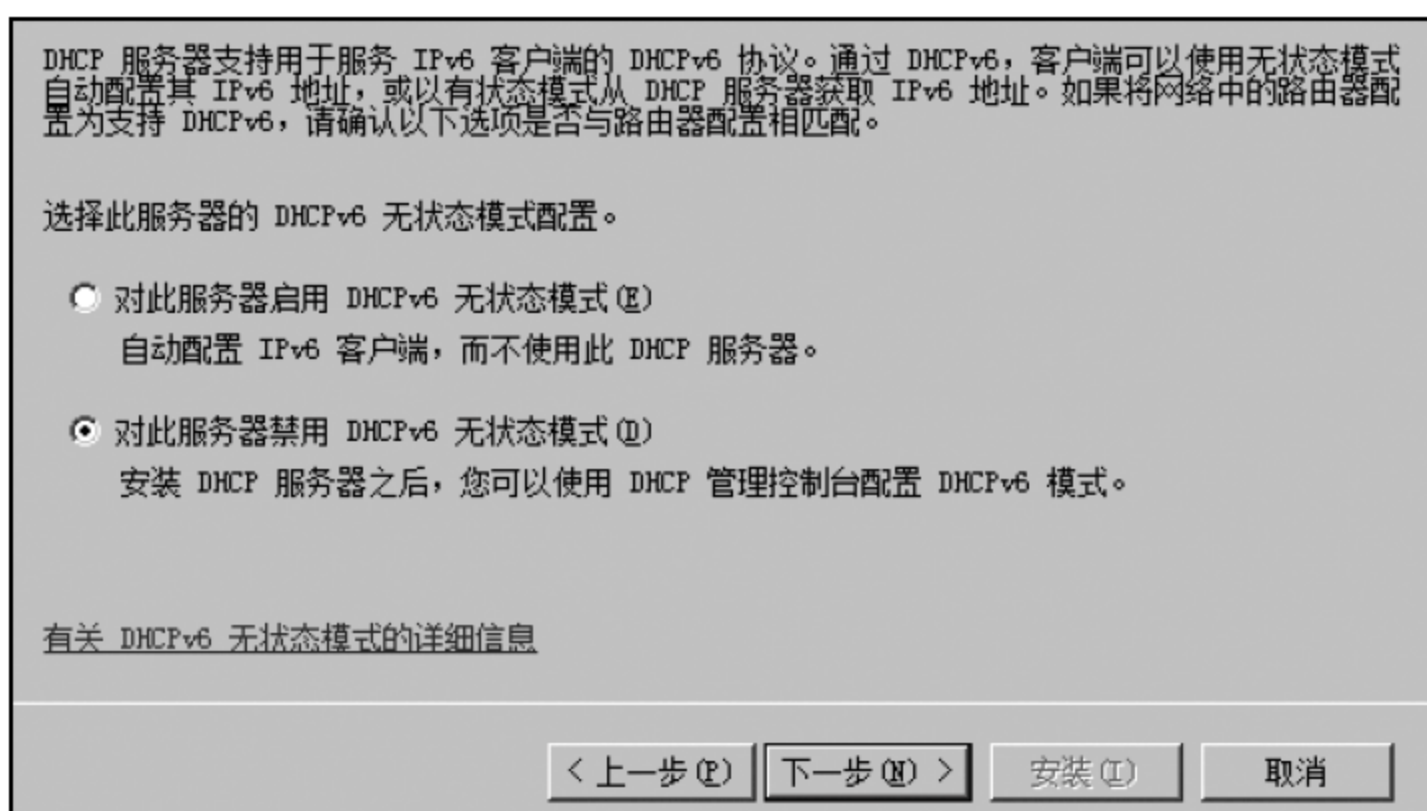 DHCP 服务器支持用于服务 IPv6 客户端的 DHCPv6 协议。通过 DHCPv6，客户端可以使用无状态模式
自动配置其 IPv6 地址，或以有状态模式从 DHCP 服务器获取 IPv6 地址。如果将网络中的路由器配
置为支持 DHCPv6，请确认以下选项是否与路由器配置相匹配。
选择此服务器的 DHCPv6 无状态模式配置。
对此服务器启用 DHCPv6 无状态模式(E)
自动配置 IPv6 客户端，而不使用此 DHCP 服务器。
对此服务器禁用 DHCPv6 无状态模式(D)
安装 DHCP 服务器之后，您可以使用 DHCP 管理控制台配置 DHCPv6 模式。
有关 DHCPv6 无状态模式的详细信息
< 上一步(P) 下一步(N) > 安装(I) 取消